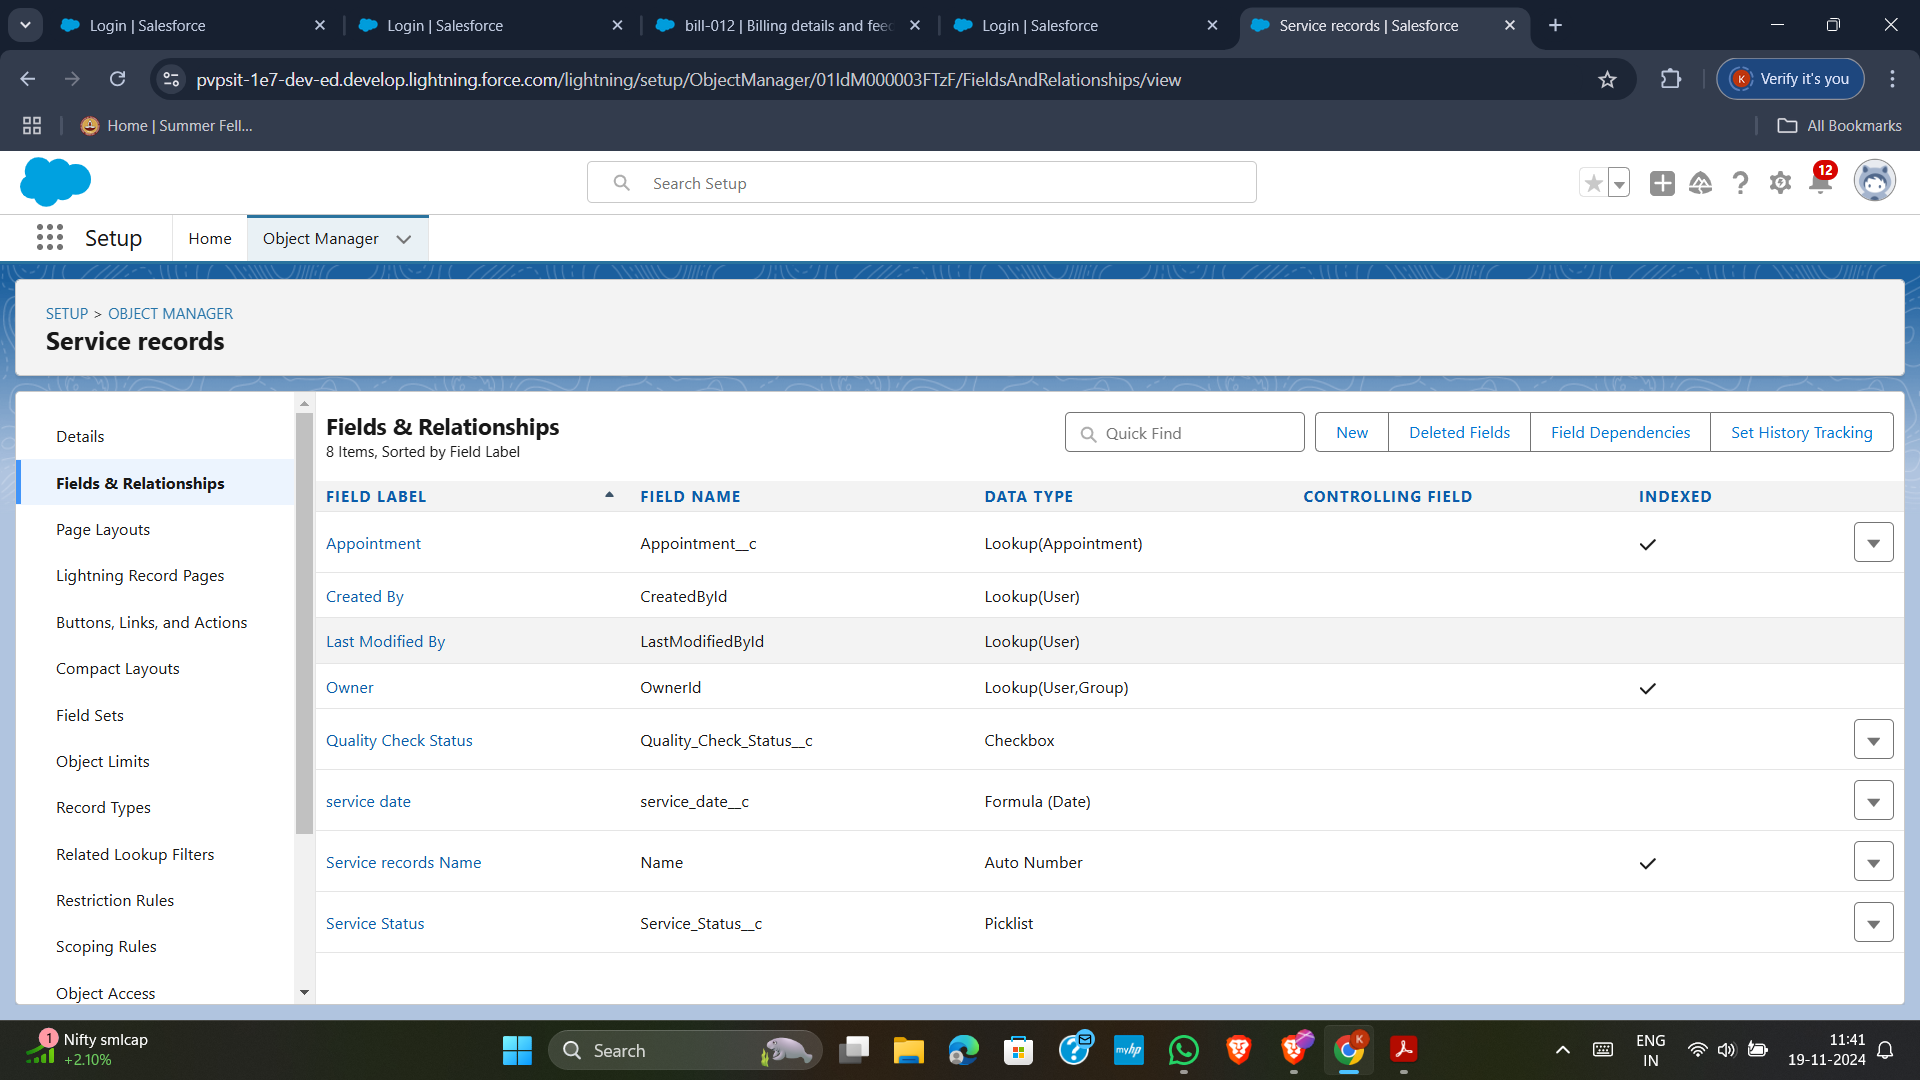 Login | Salesforce
Login | Salesforce
bill-012 | Billing details and feed
Login | Salesforce
Service records | Salesforce
pvpsit-1e7-dev-ed.develop.lightning.force.com/lightning/setup/ObjectManager/01IdM000003FTzF/FieldsAndRelationships/view
K Verify it's you
Home | Summer Fell...
All Bookmarks
Search Setup
12
Setup
Home
Object Manager
SETUP > OBJECT MANAGER
Service records
Details
Fields & Relationships
Page Layouts
Lightning Record Pages
Buttons, Links, and Actions
Compact Layouts
Field Sets
Object Limits
Record Types
Related Lookup Filters
Restriction Rules
Scoping Rules
Object Access
Fields & Relationships
8 Items, Sorted by Field Label
Quick Find
New
Deleted Fields
Field Dependencies
Set History Tracking
FIELD LABEL FIELD NAME DATA TYPE CONTROLLING FIELD INDEXED
Appointment Appointment__c Lookup(Appointment)
Created By CreatedById Lookup(User)
Last Modified By LastModifiedById Lookup(User)
Owner OwnerId Lookup(User,Group)
Quality Check Status Quality_Check_Status__c Checkbox
service date service_date__c Formula (Date)
Service records Name Name Auto Number
Service Status Service_Status__c Picklist
1
Nifty smlcap
+2.10%
Search
myhp
K
ENG
IN
11:41
19-11-2024